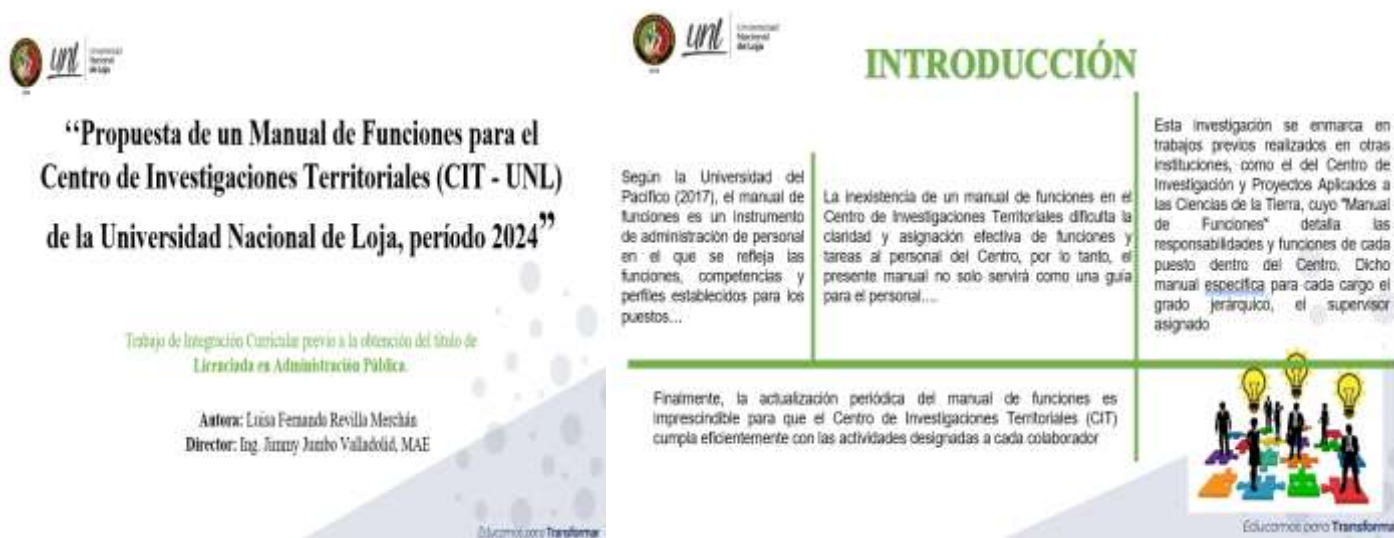 unl
Universidad
Nacional
de Loja
“Propuesta de un Manual de Funciones para el
Centro de Investigaciones Territoriales (CIT - UNL)
de la Universidad Nacional de Loja, período 2024”
Trabajo de Integración Curricular previo a la obtención del título de
Licenciada en Administración Pública.
Autora: Luisa Fernanda Revilla Merchán
Director: Ing. Jimmy Jumbo Valladolid, MAE
Educamos para Transformar
unl
Universidad
Nacional
de Loja
INTRODUCCIÓN
Según la Universidad del
Pacífico (2017), el manual de
funciones es un instrumento
de administración de personal
en el que se refleja las
funciones, competencias y
perfiles establecidos para los
puestos...
La inexistencia de un manual de funciones en el
Centro de Investigaciones Territoriales dificulta la
claridad y asignación efectiva de funciones y
tareas al personal del Centro, por lo tanto, el
presente manual no solo servirá como una guía
para el personal....
Esta investigación se enmarca en
trabajos previos realizados en otras
instituciones, como el del Centro de
Investigación y Proyectos Aplicados a
las Ciencias de la Tierra, cuyo "Manual
de Funciones" detalla las
responsabilidades y funciones de cada
puesto dentro del Centro. Dicho
manual especifica para cada cargo el
grado jerárquico, el supervisor
asignado
Finalmente, la actualización periódica del manual de funciones es
imprescindible para que el Centro de Investigaciones Territoriales (CIT)
cumpla eficientemente con las actividades designadas a cada colaborador
Educamos para Transformar